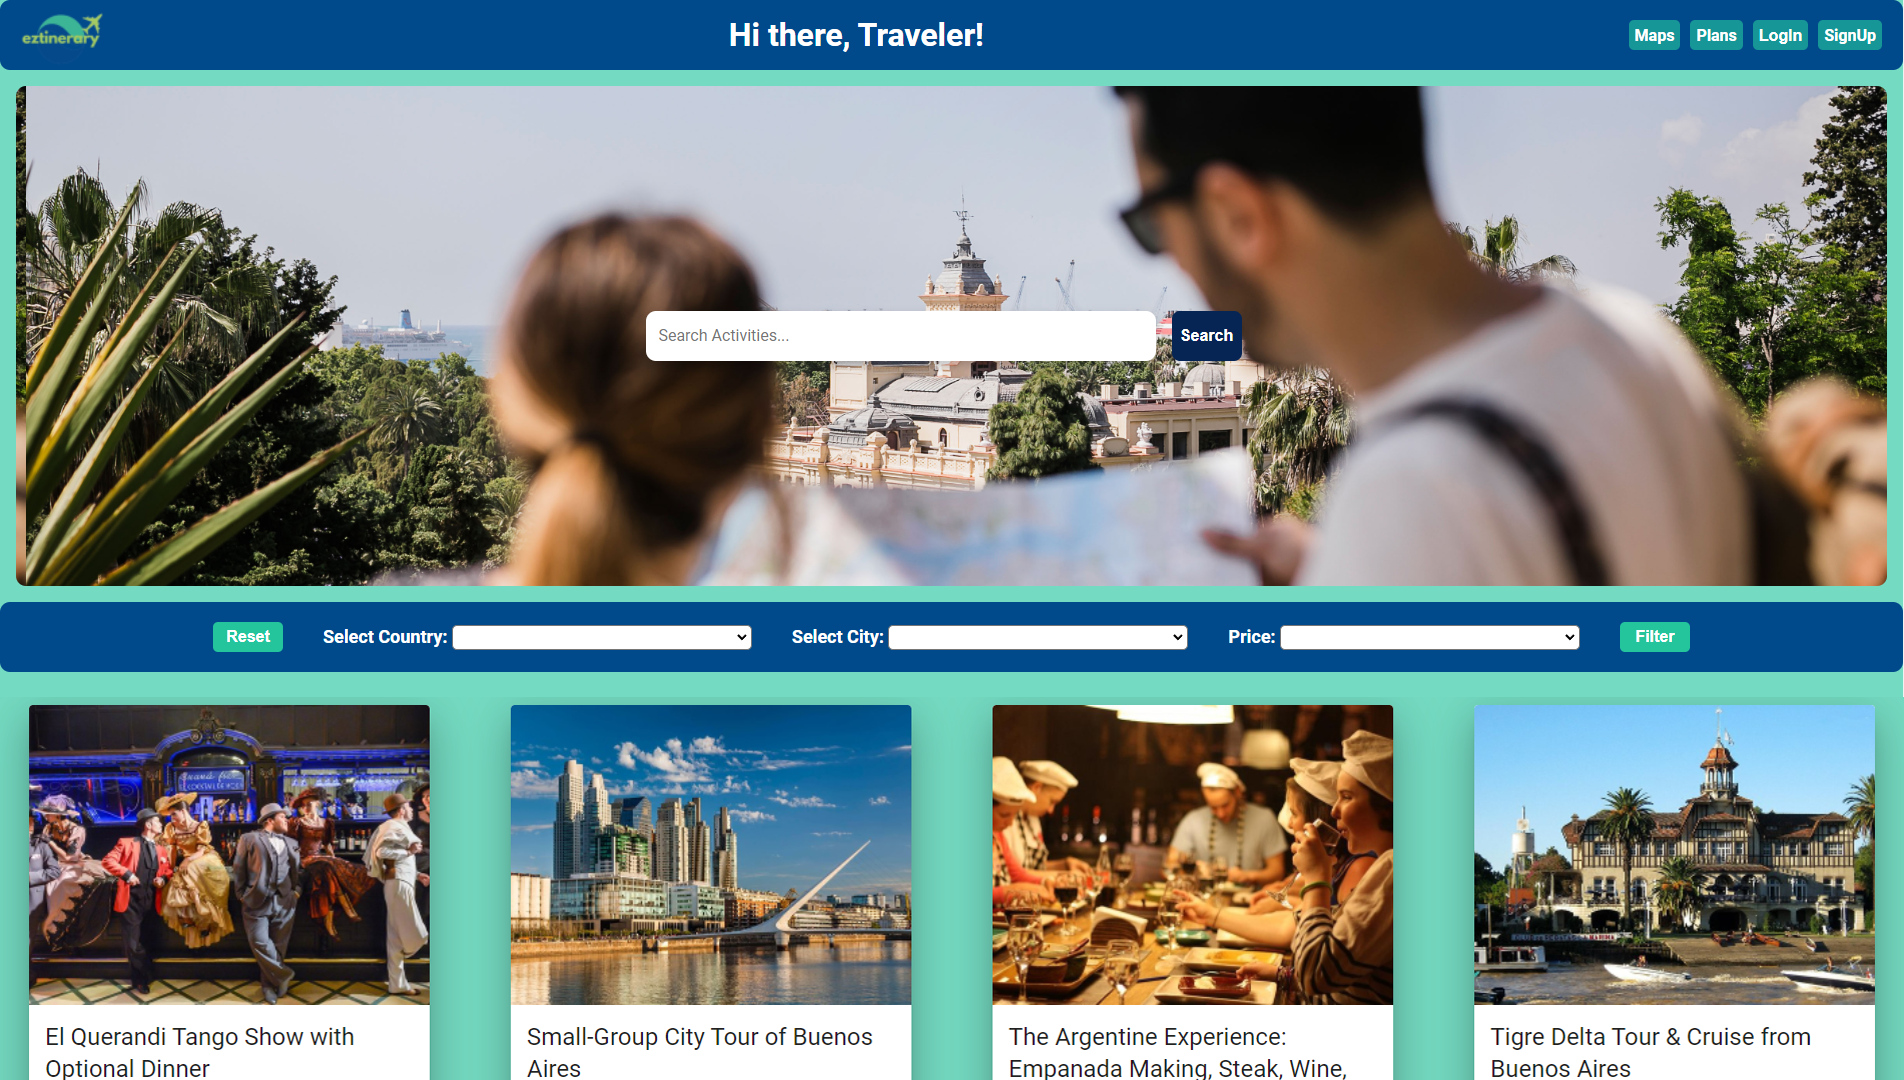 eztinerary
Hi there, Traveler!
Maps
Plans
LogIn
SignUp
Search Activities...
Search
Reset
Select Country:
Select City:
Price:
Filter
El Querandi Tango Show with
Optional Dinner
Small-Group City Tour of Buenos
Aires
The Argentine Experience:
Empanada Making, Steak, Wine,
Tigre Delta Tour & Cruise from
Buenos Aires